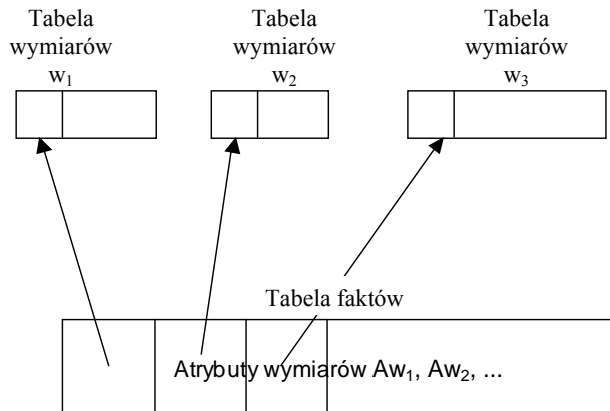 Tabela
wymiarów
w₁
Tabela
wymiarów
w₂
Tabela
wymiarów
w₃
Tabela faktów
Atrybuty wymiarów Aw₁, Aw₂, ...